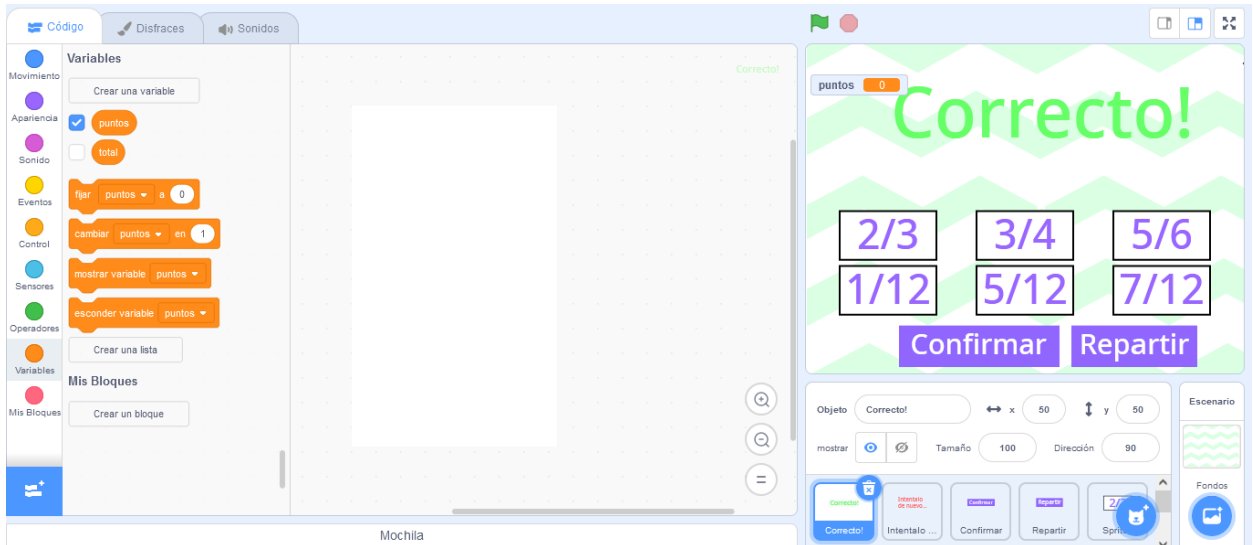 Código
Disfraces
Sonidos
Movimiento
Apariencia
Sonido
Eventos
Control
Sensores
Operadores
Variables
Mis Bloques
Variables
Crear una variable
puntos
total
fijar puntos a 0
cambiar puntos en 1
mostrar variable puntos
esconder variable puntos
Crear una lista
Mis Bloques
Crear un bloque
Correcto!
Mochila
puntos 0
Correcto!
2/3 3/4 5/6
1/12 5/12 7/12
Confirmar Repartir
Objeto Correcto! x 50 y 50
mostrar Tamaño 100 Dirección 90
Correcto!
Correcto!
Intentalo
de nuevo...
Intentalo ...
Confirmar
Confirmar
Repartir
Repartir
Escenario
Fondos